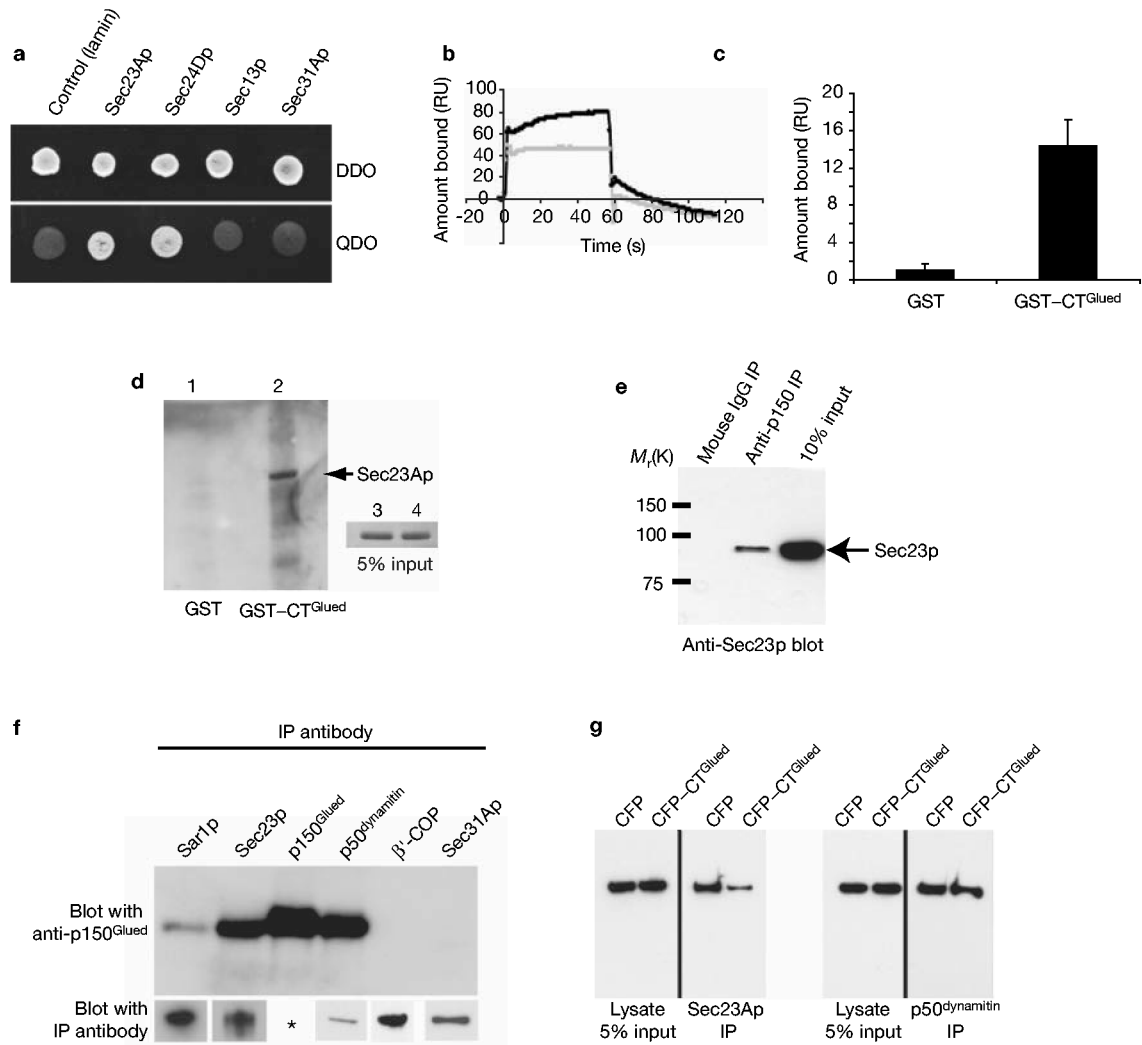 a
Control (lamin)
Sec23Ap
Sec24Dp
Sec13p
Sec31Ap
DDO
QDO
b
Amount bound (RU)
100
80
60
40
20
0
-20 0 20 40 60 80 100 120 140
Time (s)
c
Amount bound (RU)
20
16
12
8
4
0
GST
GST–CTGlued
d
1 2
Sec23Ap
3 4
5% input
GST GST–CTGlued
e
Mouse IgG IP
Anti-p150 IP
10% input
Mr(K)
150
100
75
Sec23p
Anti-Sec23p blot
f
IP antibody
Sar1p
Sec23p
p150Glued
p50dynamitin
β'-COP
Sec31Ap
Blot with
anti-p150Glued
Blot with
IP antibody
*
g
CFP
CFP–CTGlued
CFP
CFP–CTGlued
CFP
CFP–CTGlued
CFP
CFP–CTGlued
Lysate
5% input
Sec23Ap
IP
Lysate
5% input
p50dynamitin
IP